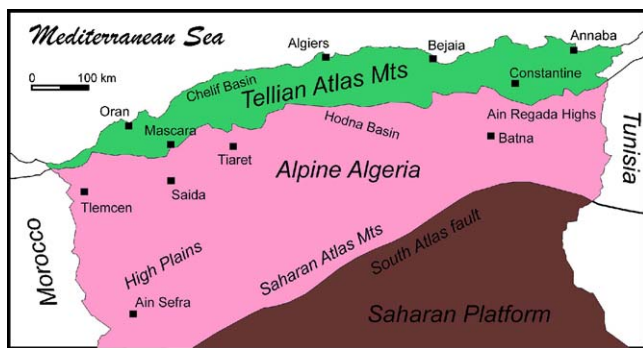 Mediterranean Sea
Annaba
Algiers
Bejaia
0 100 km
Chelif Basin
Tellian Atlas Mts
Constantine
Oran
Mascara
Hodna Basin
Ain Regada Highs
Tiaret
Batna
Alpine Algeria
Tunisia
Tlemcen
Saida
Morocco
High Plains
Saharan Atlas Mts
South Atlas fault
Ain Sefra
Saharan Platform